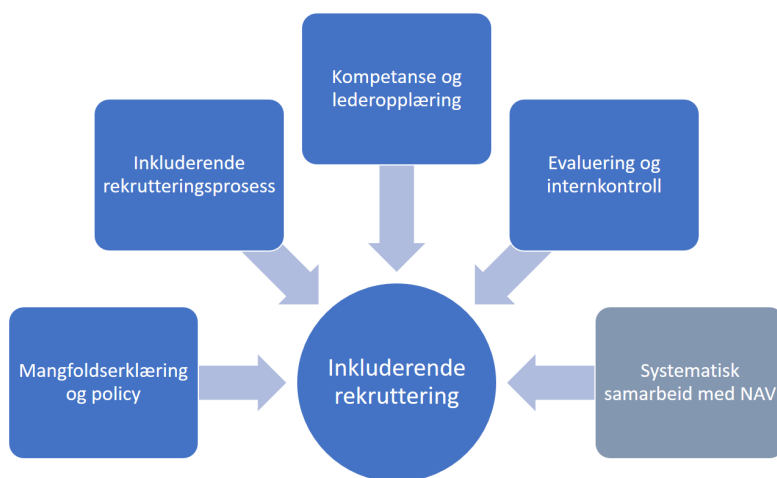 Kompetanse og
lederopplæring
Inkluderende
rekrutteringsprosess
Evaluering og
internkontroll
Mangfoldserklæring
og policy
Inkluderende
rekruttering
Systematisk
samarbeid med NAV